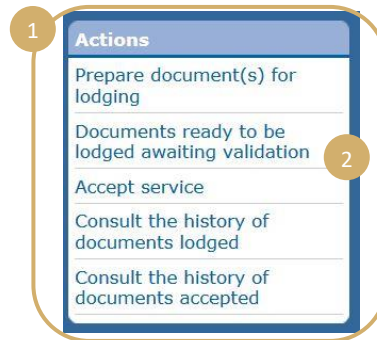 1
Actions
Prepare document(s) for
lodging
Documents ready to be
lodged awaiting validation
2
Accept service
Consult the history of
documents lodged
Consult the history of
documents accepted